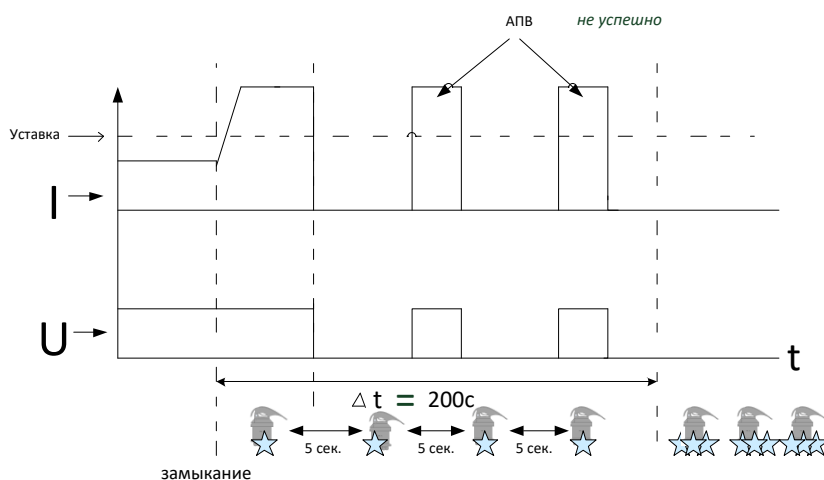 АПВ не успешно
Уставка
I
U
t
△ t = 200с
5 сек. 5 сек. 5 сек.
замыкание